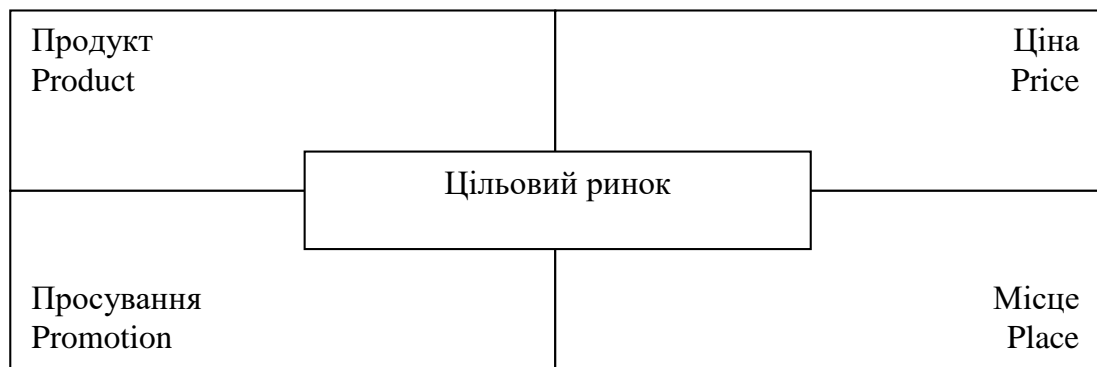 Продукт
Product
Ціна
Price
Цільовий ринок
Просування
Promotion
Місце
Place